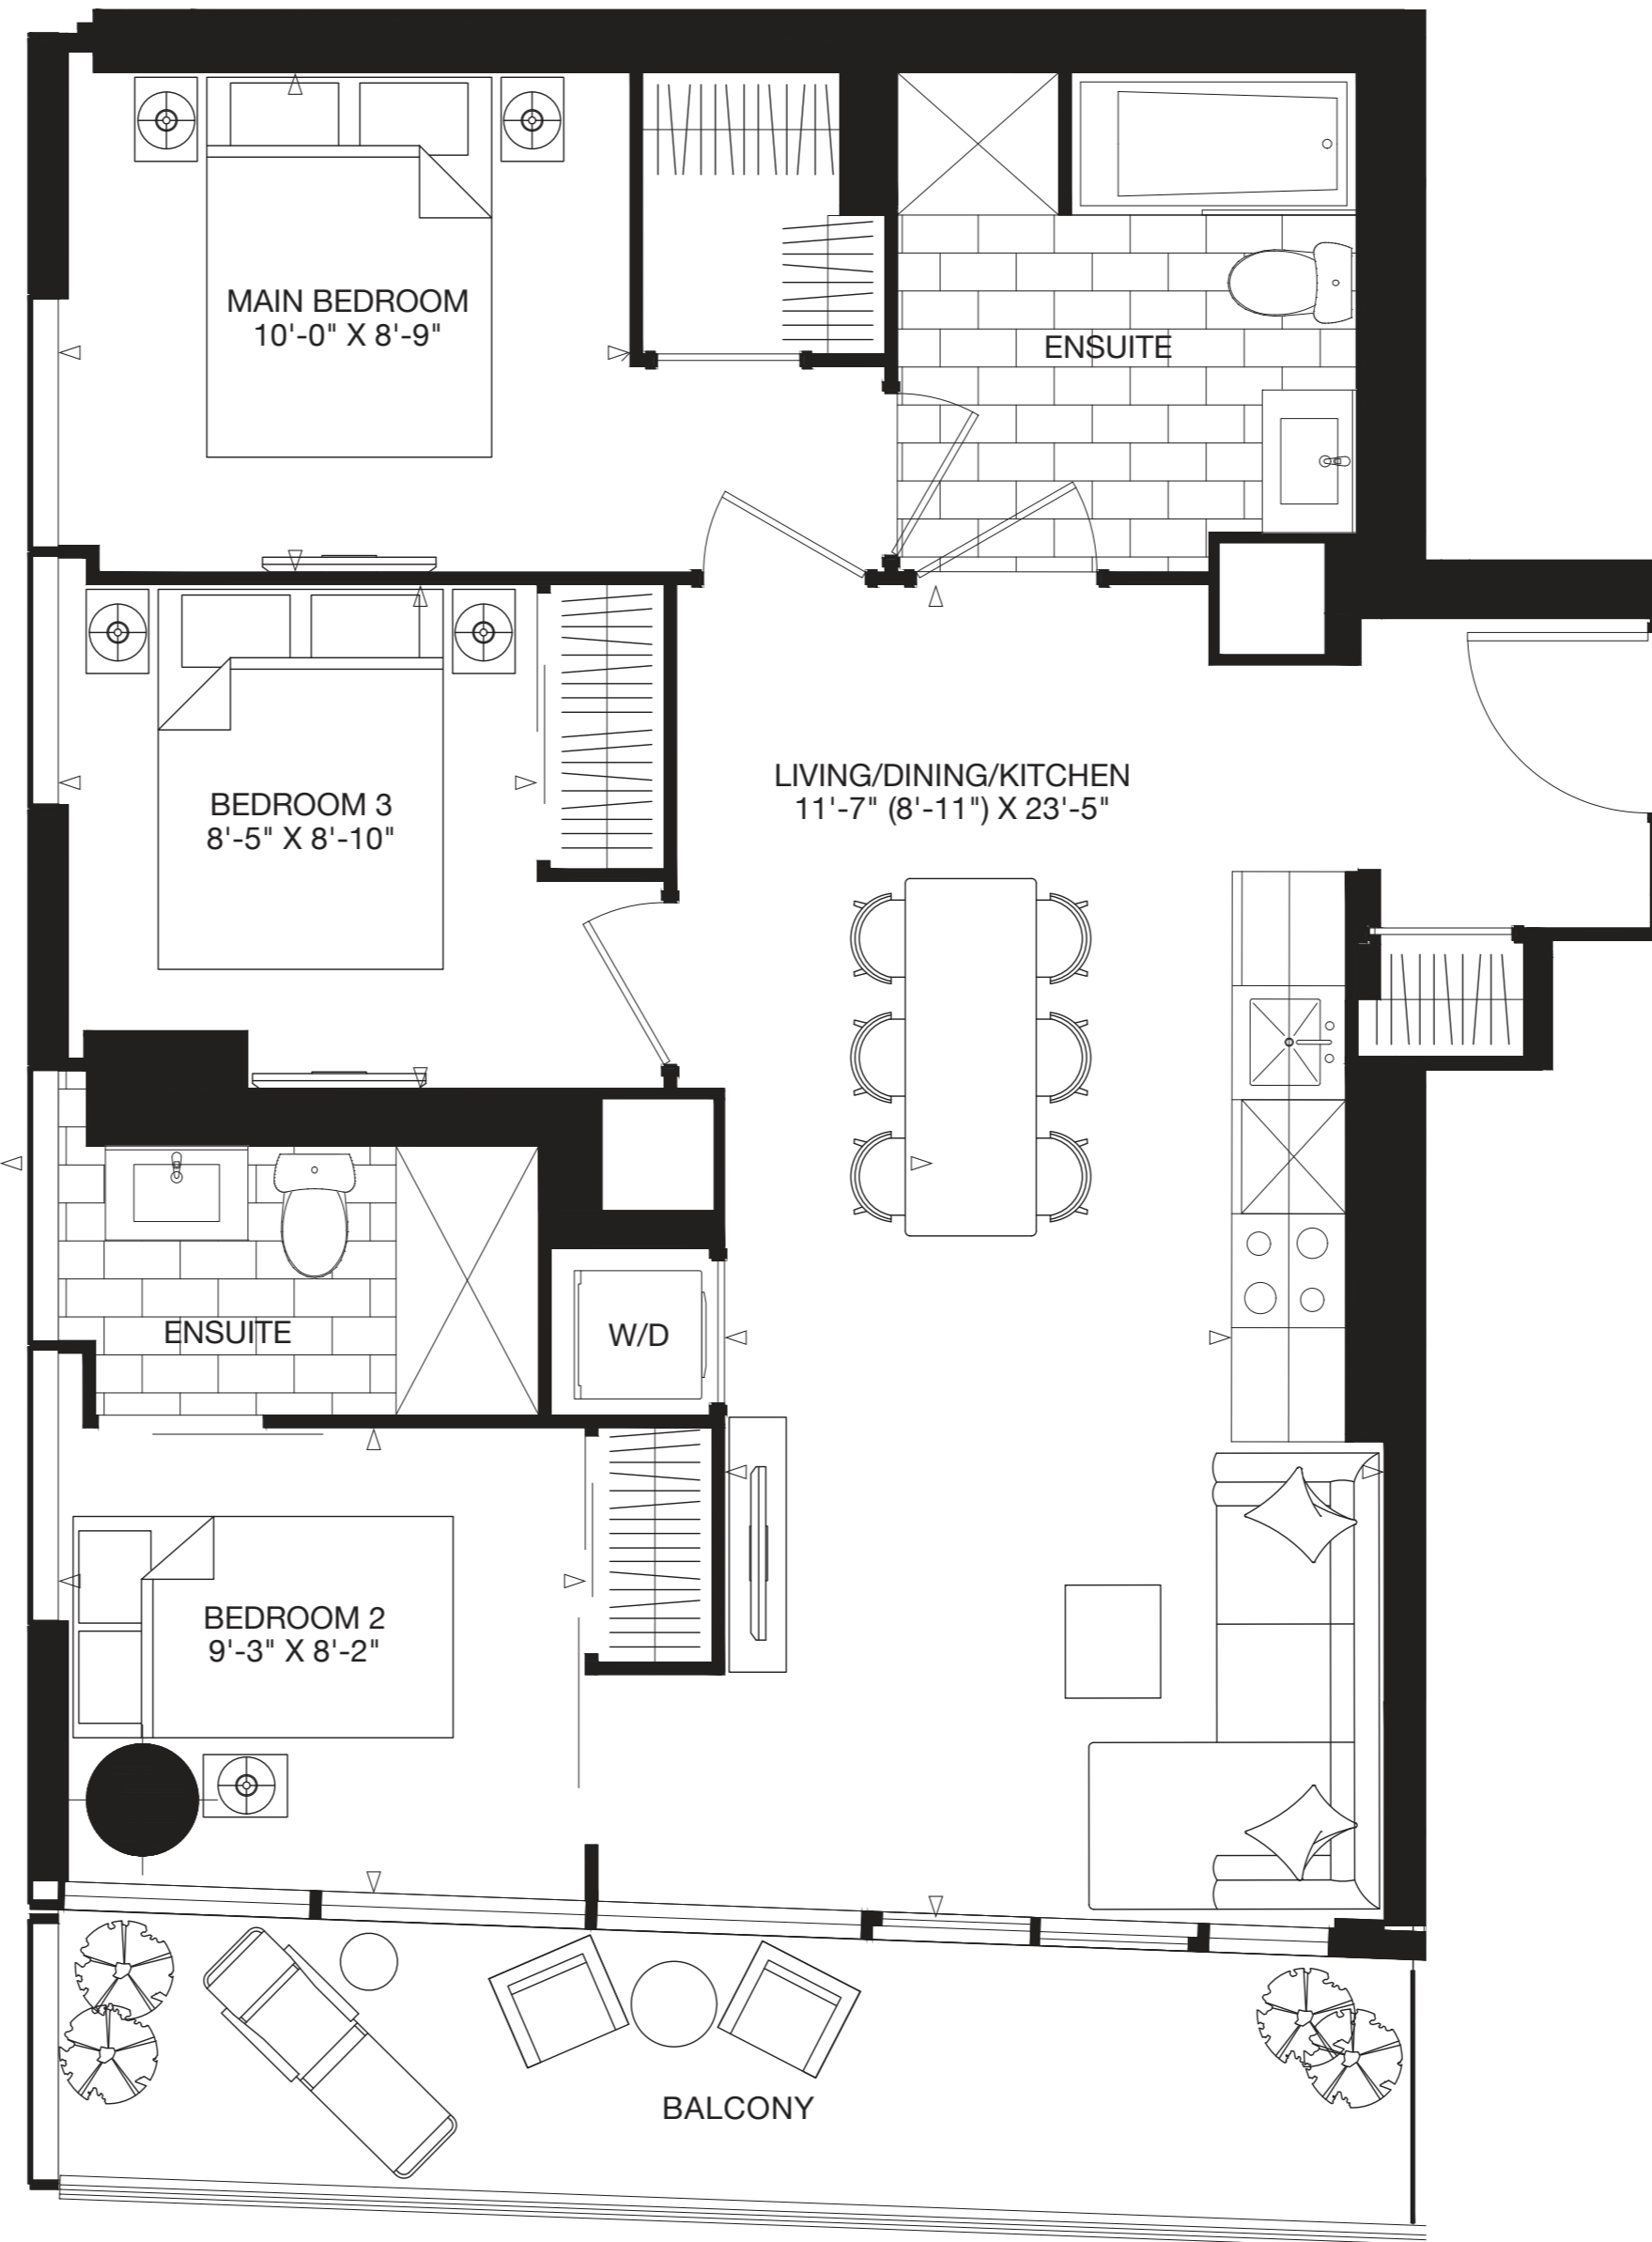 MAIN BEDROOM
10'-0" X 8'-9"
ENSUITE
BEDROOM 3
8'-5" X 8'-10"
LIVING/DINING/KITCHEN
11'-7" (8'-11") X 23'-5"
ENSUITE
W/D
BEDROOM 2
9'-3" X 8'-2"
BALCONY